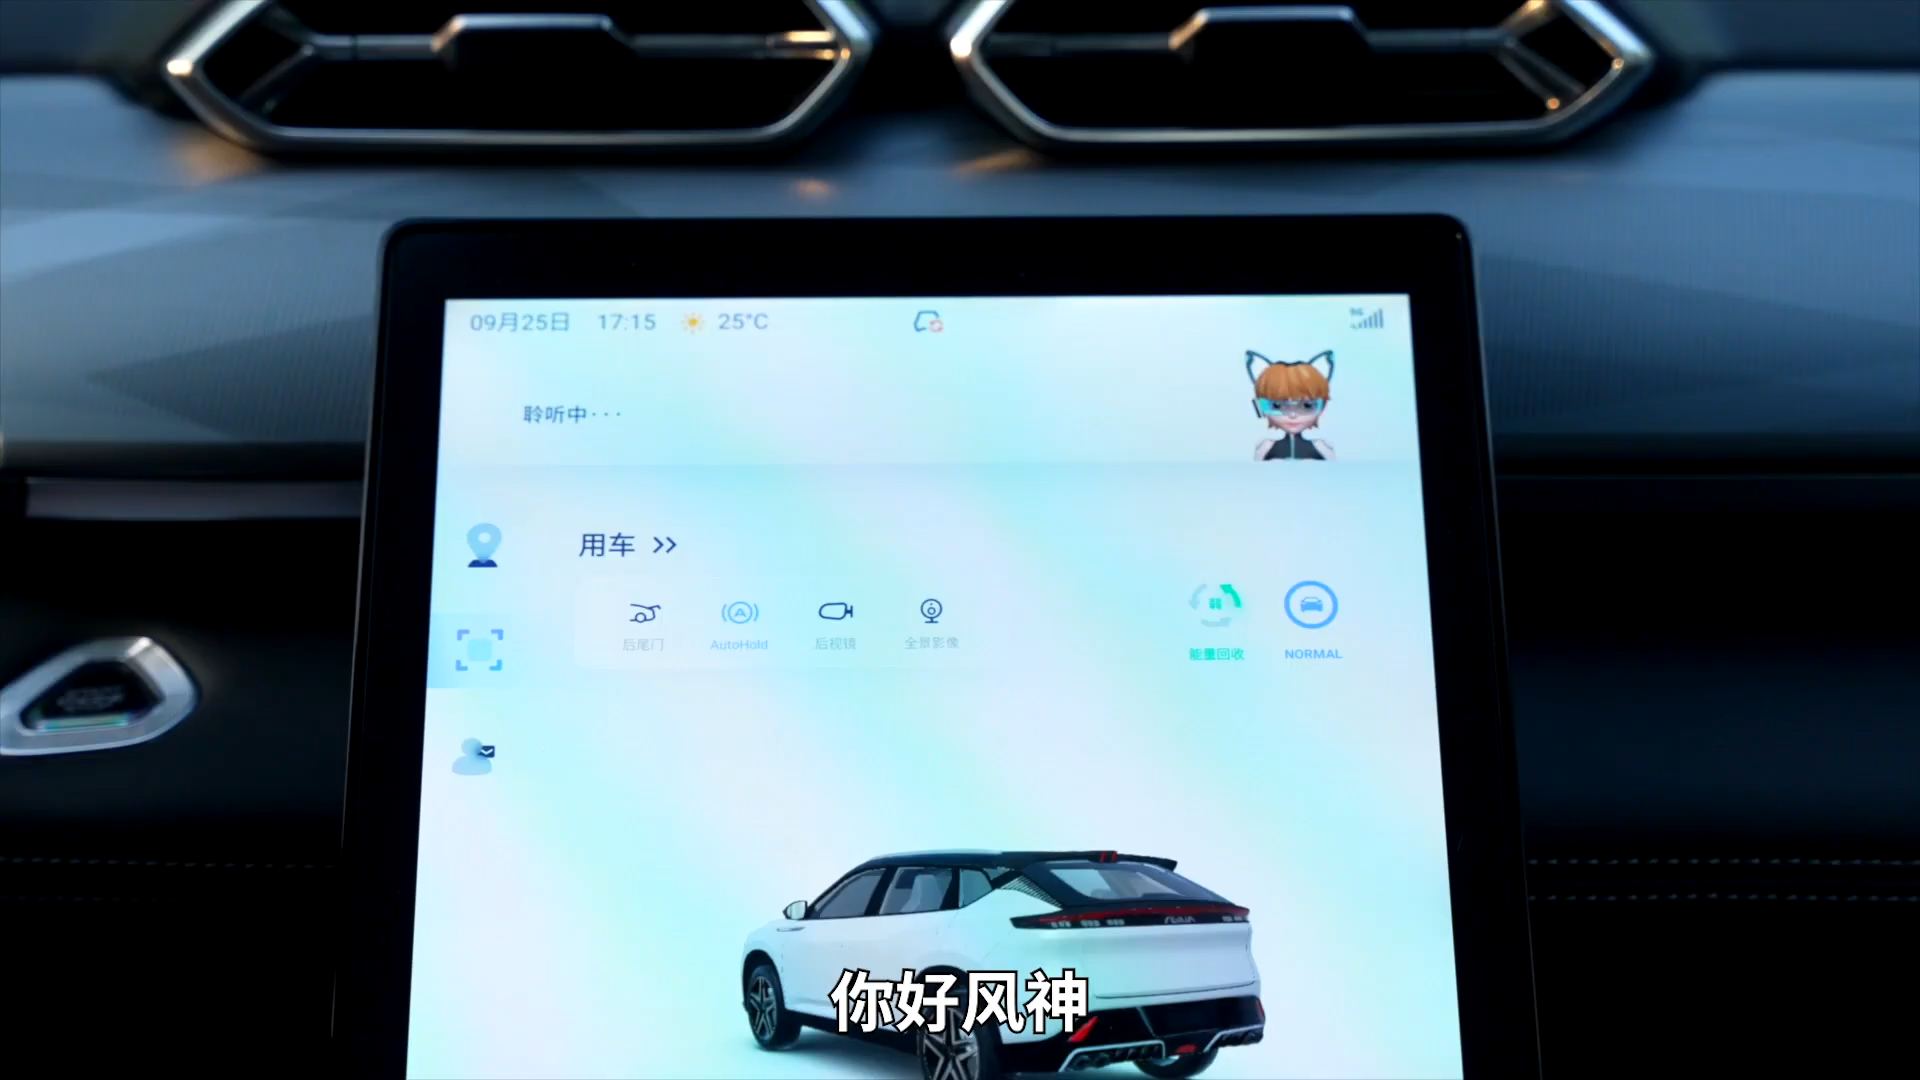 09月25日 17:15 25°C
聆听中···
用车 >>
后尾门 AutoHold 后视镜 全景影像
能量回收 NORMAL
你好风神